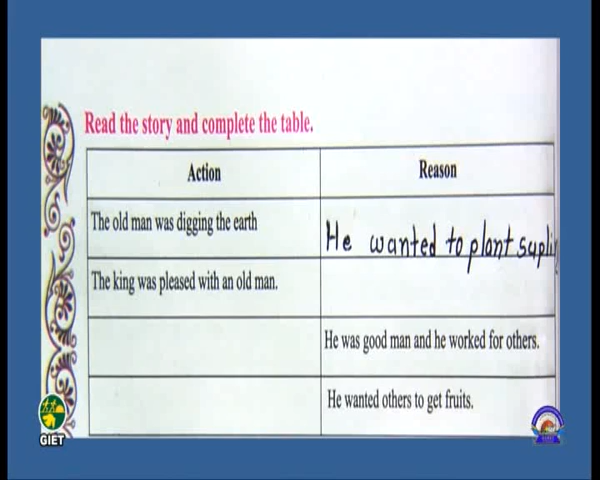 Read the story and complete the table.
Action
Reason
The old man was digging the earth
He wanted to plant supli
The king was pleased with an old man.
He was good man and he worked for others.
He wanted others to get fruits.
GIET